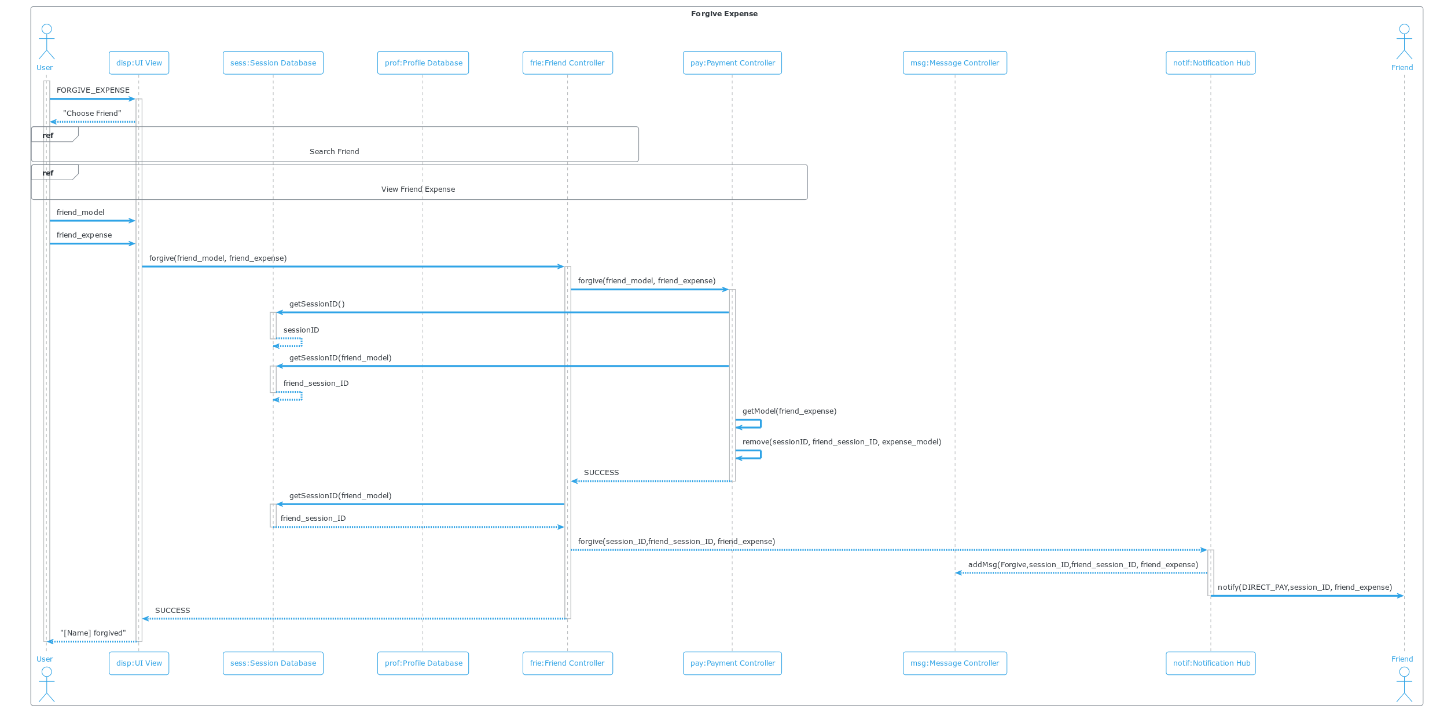 Forgive Expense
User
disp:UI View
sess:Session Database
prof:Profile Database
frie:Friend Controller
pay:Payment Controller
msg:Message Controller
notif:Notification Hub
Friend
FORGIVE_EXPENSE
"Choose Friend"
ref
Search Friend
ref
View Friend Expense
friend_model
friend_expense
forgive(friend_model, friend_expense)
forgive(friend_model, friend_expense)
getSessionID()
sessionID
getSessionID(friend_model)
friend_session_ID
getModel(friend_expense)
remove(sessionID, friend_session_ID, expense_model)
SUCCESS
getSessionID(friend_model)
friend_session_ID
forgive(session_ID,friend_session_ID, friend_expense)
addMsg(Forgive,session_ID,friend_session_ID, friend_expense)
notify(DIRECT_PAY,session_ID, friend_expense)
SUCCESS
"[Name] forgived"
User
disp:UI View
sess:Session Database
prof:Profile Database
frie:Friend Controller
pay:Payment Controller
msg:Message Controller
notif:Notification Hub
Friend